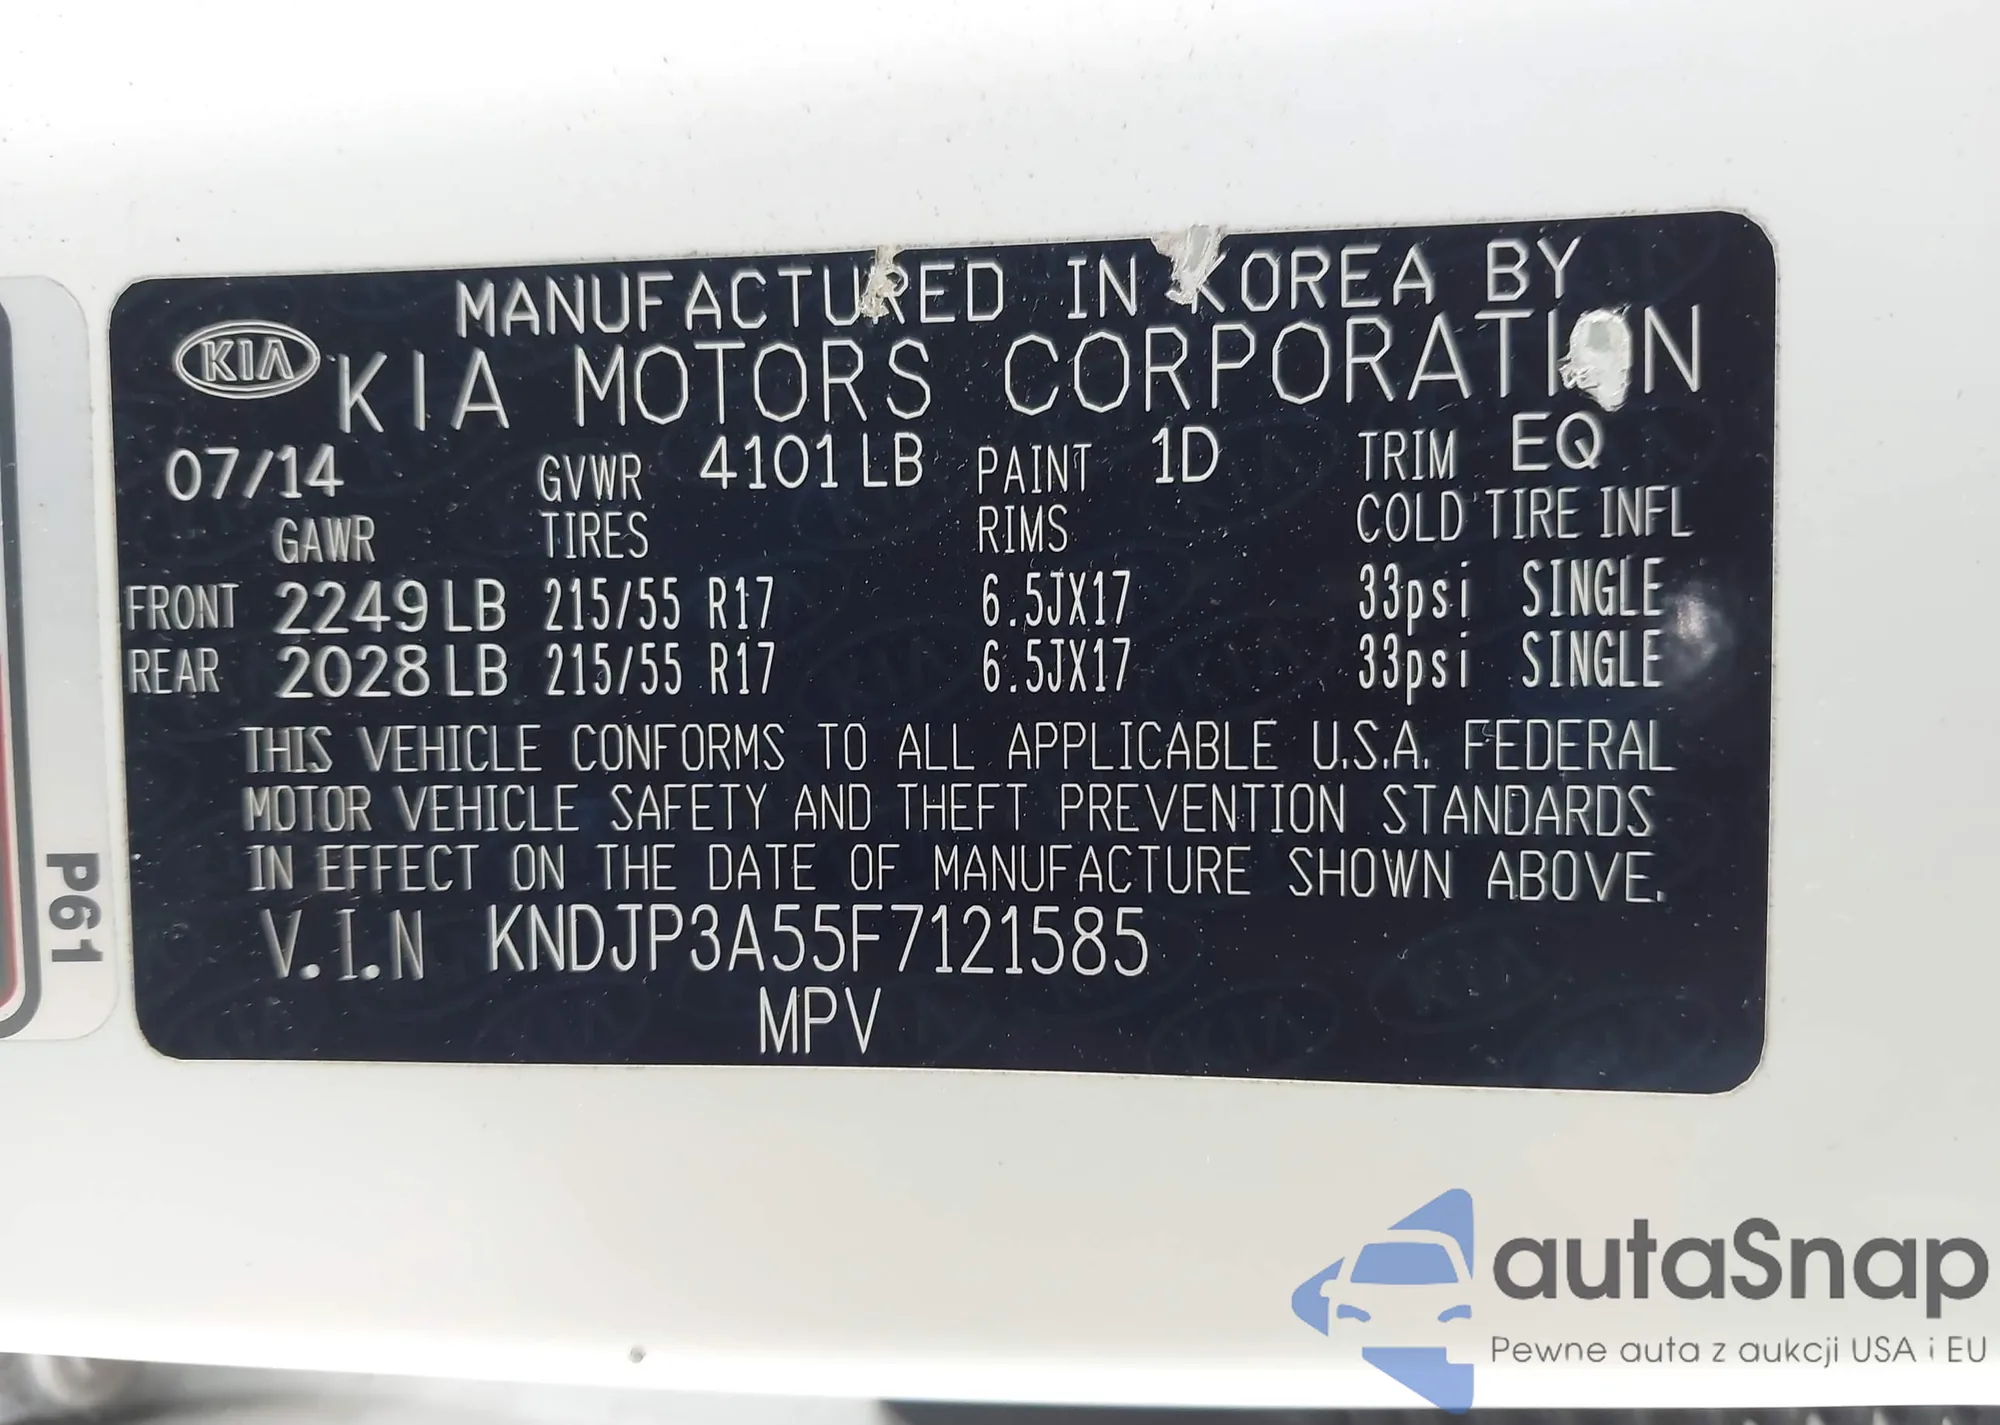 MANUFACTURED IN KOREA BY
KIA KIA MOTORS CORPORATION
07/14 GVWR 4101 LB PAINT 1D TRIM EQ
GAWR TIRES RIMS COLD TIRE INFL
FRONT 2249 LB 215/55 R17 6.5JX17 33psi SINGLE
REAR 2028 LB 215/55 R17 6.5JX17 33psi SINGLE
THIS VEHICLE CONFORMS TO ALL APPLICABLE U.S.A. FEDERAL
MOTOR VEHICLE SAFETY AND THEFT PREVENTION STANDARDS
IN EFFECT ON THE DATE OF MANUFACTURE SHOWN ABOVE.
V.I.N KNDJP3A55F7121585
MPV
P61
autaSnap
Pewne auta z aukcji USA i EU